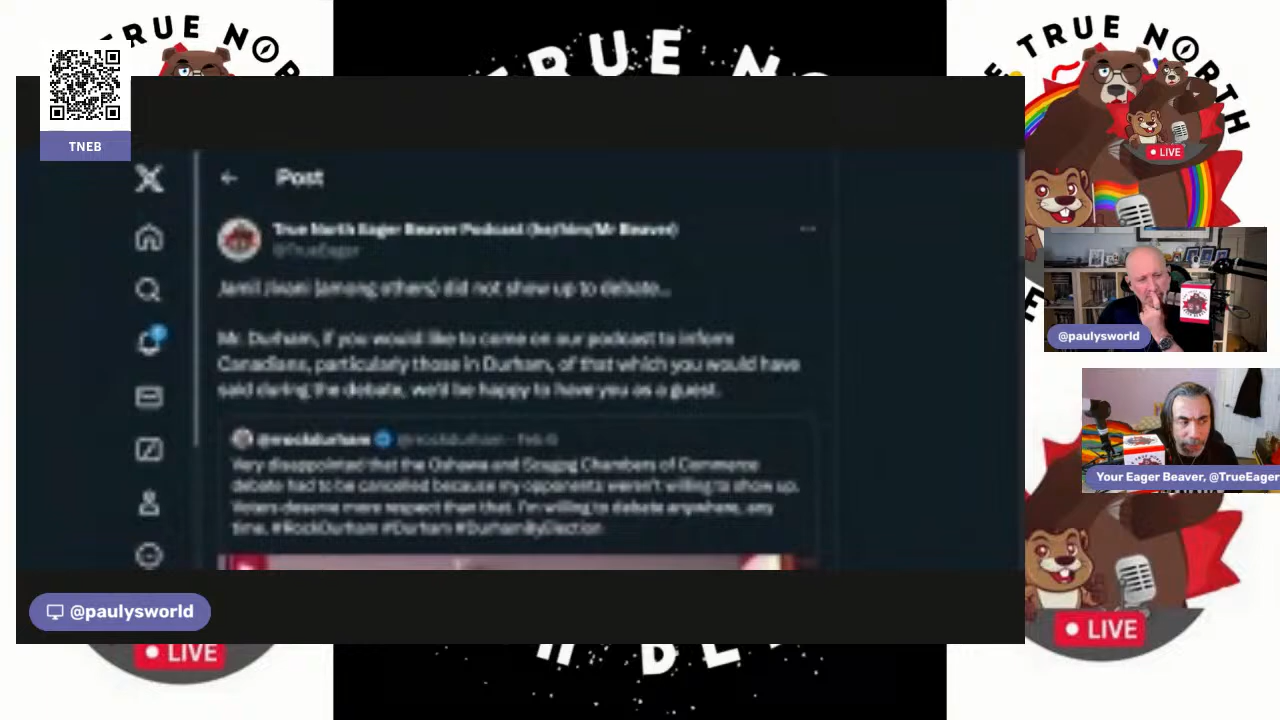 TRUE NO
TRUE NO
TRUE NORTH
LIVE
TNEB
Post
True North Eager Beaver Podcast (he/him/Mr Beaver)
@TrueEager
Jamil Jivani (among others) did not show up to debate...
Mr. Durham, if you would like to come on our podcast to inform
Canadians, particularly those in Durham, of that which you would have
said during the debate, we'd be happy to have you as a guest.
Very disappointed that the Oshawa and Scugog Chambers of Commerce
debate had to be cancelled because my opponents weren't willing to show up.
Voters deserve more respect than that. I'm willing to debate anywhere, any
time. #RockDurham #Durham #DurhamByElection
@paulysworld
@paulysworld
Your Eager Beaver, @TrueEager
LIVE
LIVE